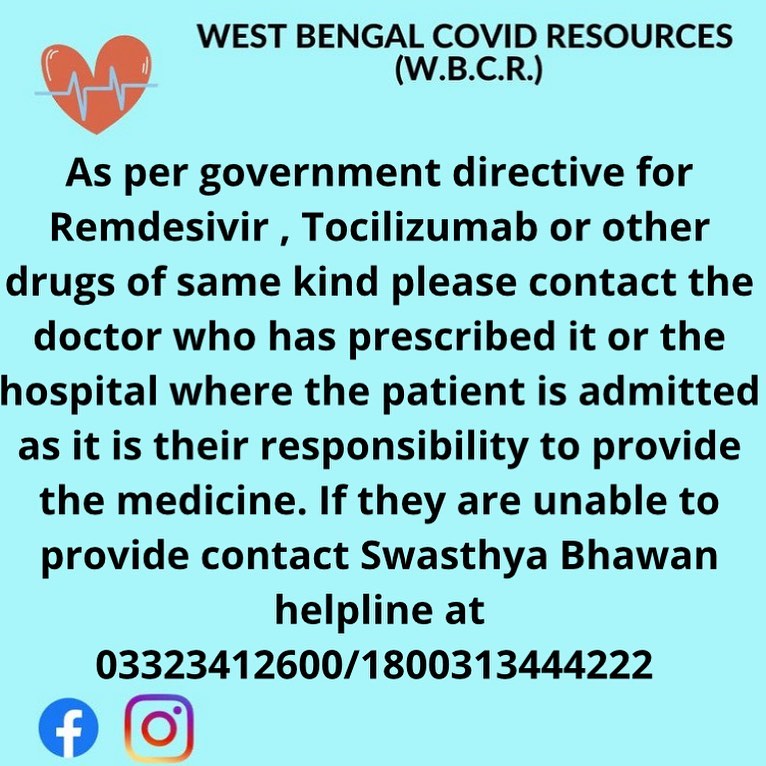 WEST BENGAL COVID RESOURCES
(W.B.C.R.)
As per government directive for
Remdesivir , Tocilizumab or other
drugs of same kind please contact the
doctor who has prescribed it or the
hospital where the patient is admitted
as it is their responsibility to provide
the medicine. If they are unable to
provide contact Swasthya Bhawan
helpline at
03323412600/1800313444222